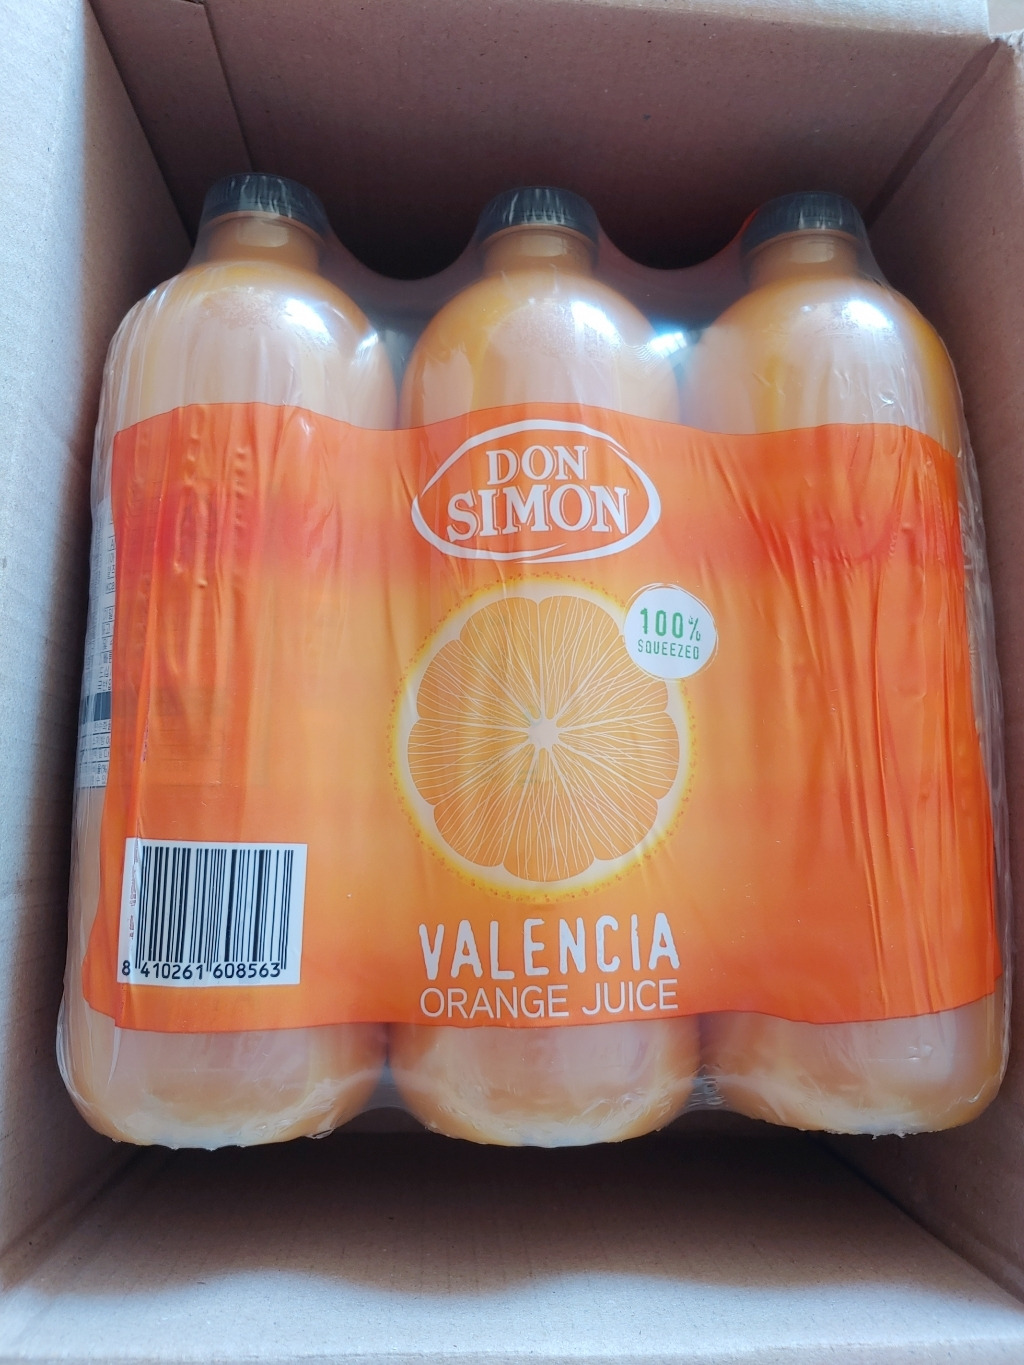 DON
SIMON
100%
SQUEEZED
8 410261 608563
VALENCIA
ORANGE JUICE